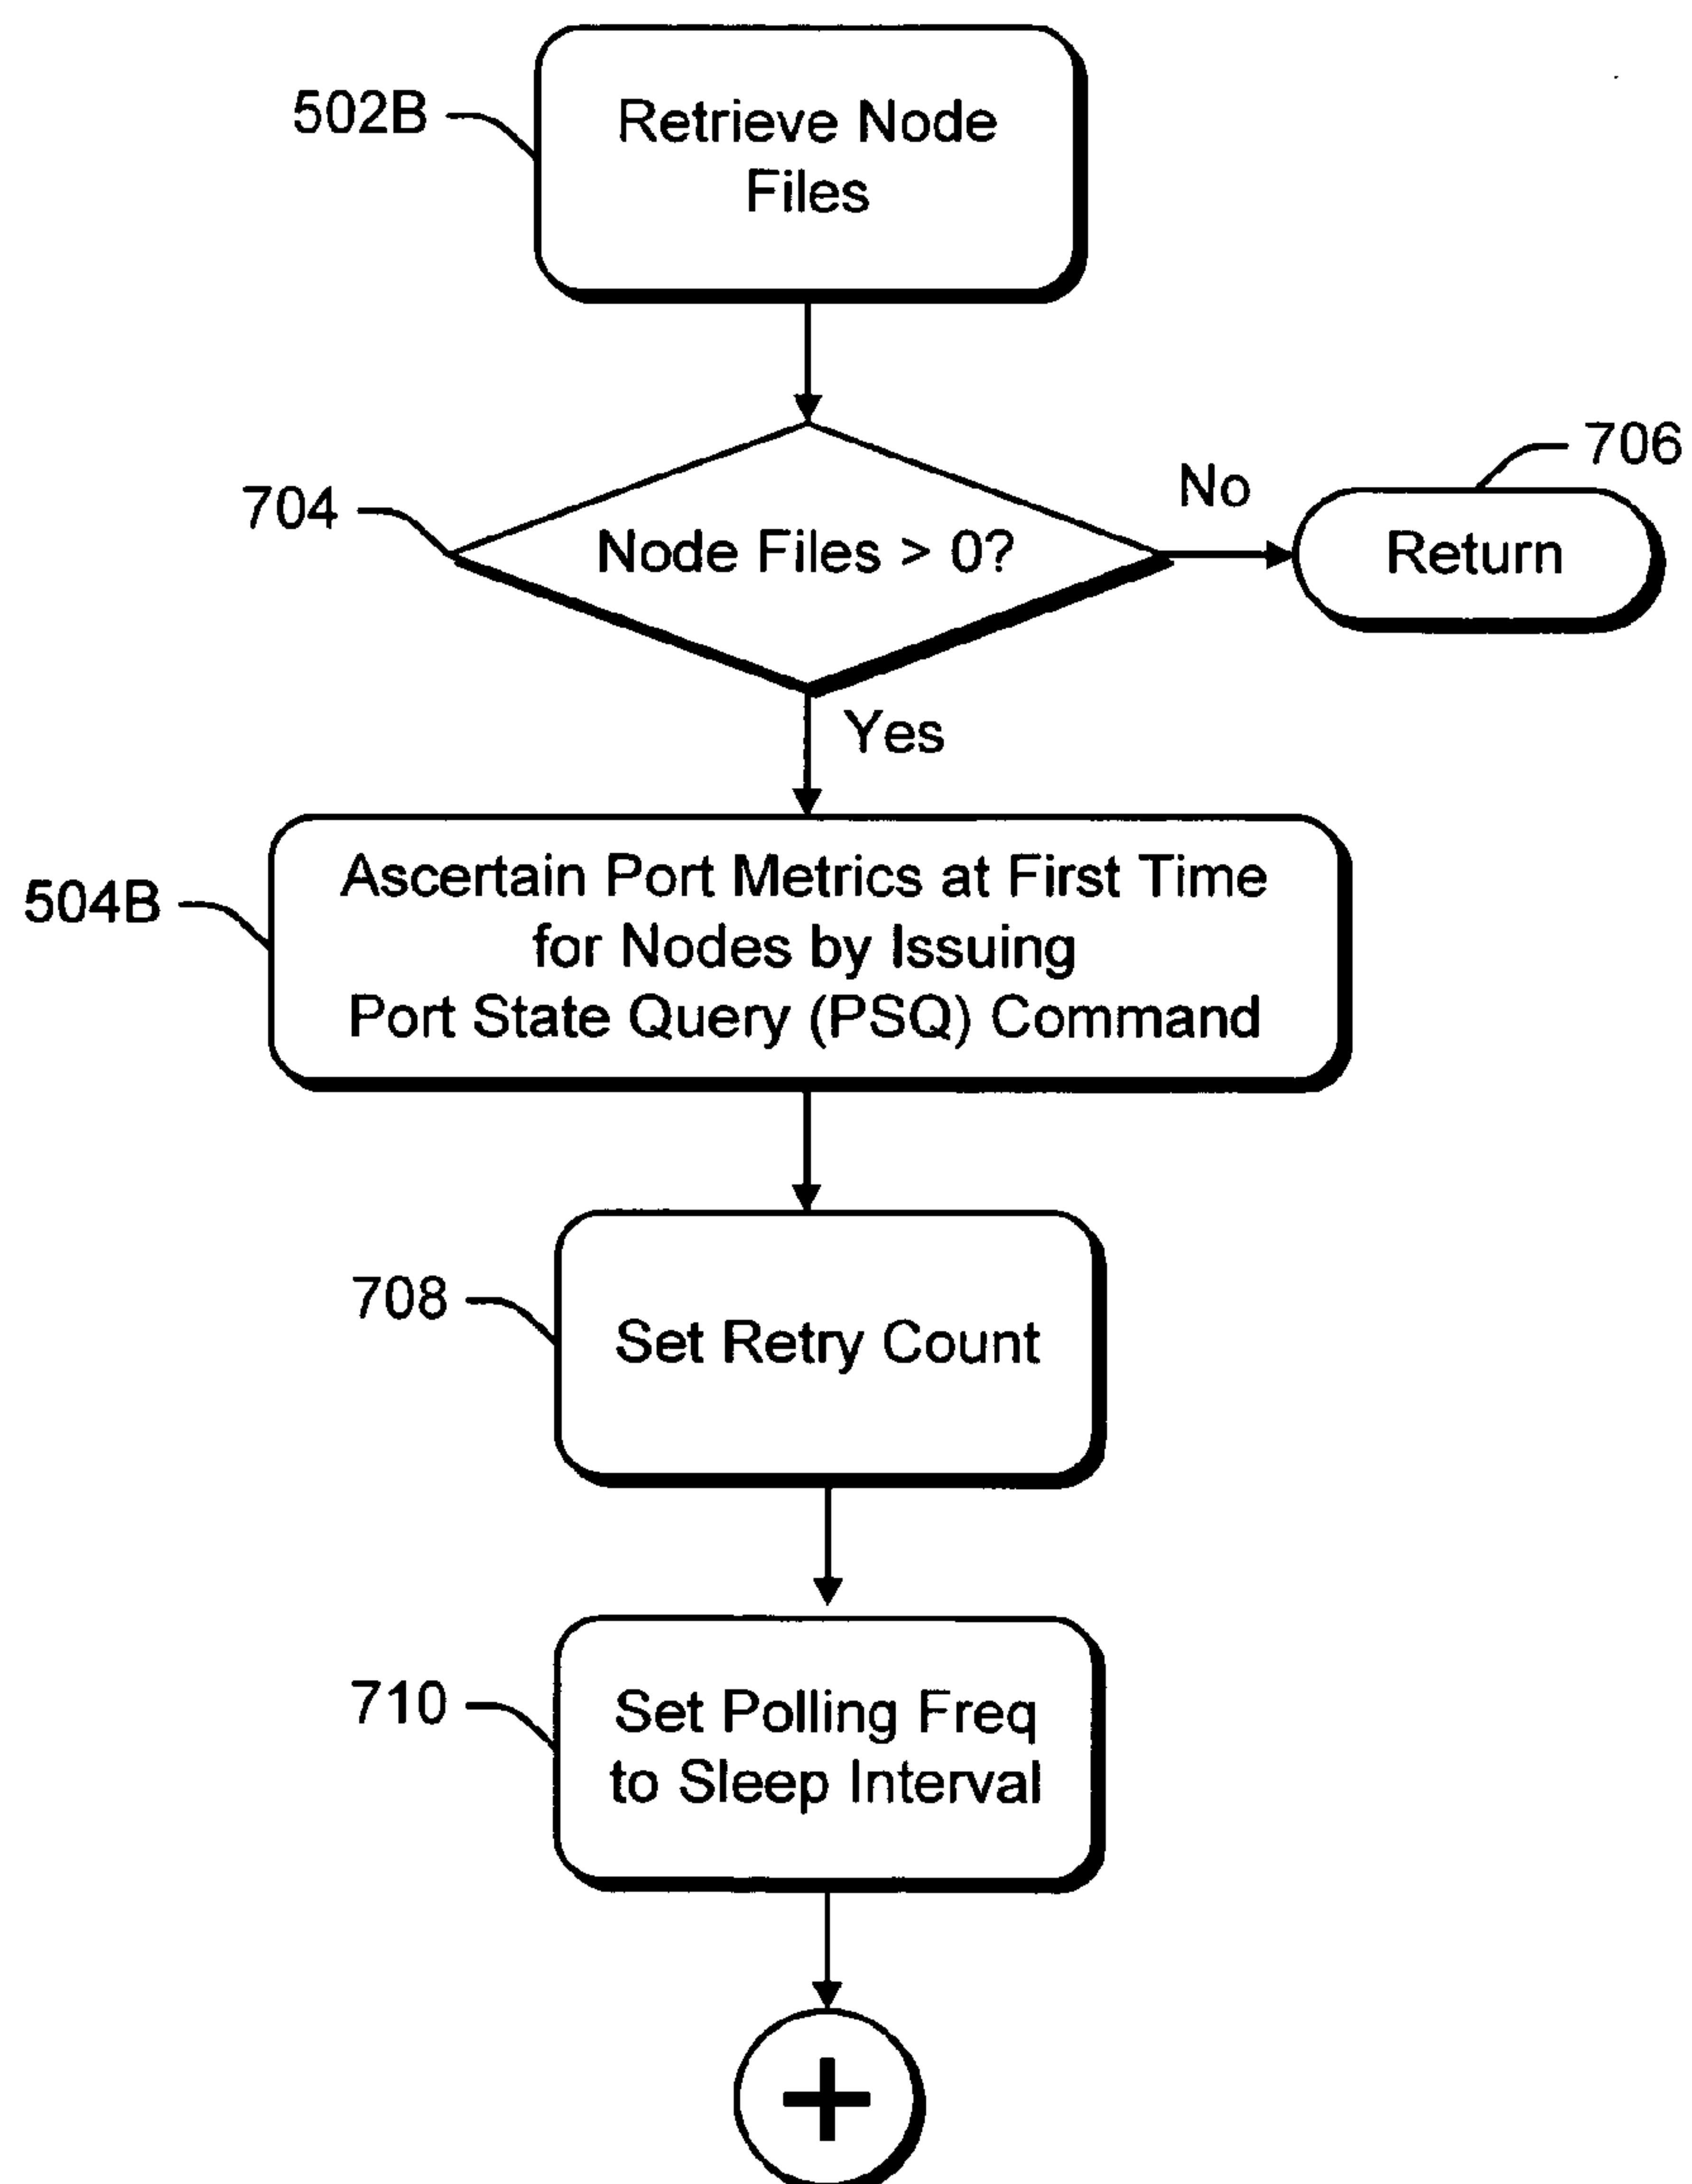 502B
Retrieve Node
Files
704
Node Files > 0?
No
706
Return
Yes
504B
Ascertain Port Metrics at First Time
for Nodes by Issuing
Port State Query (PSQ) Command
708
Set Retry Count
710
Set Polling Freq
to Sleep Interval
+